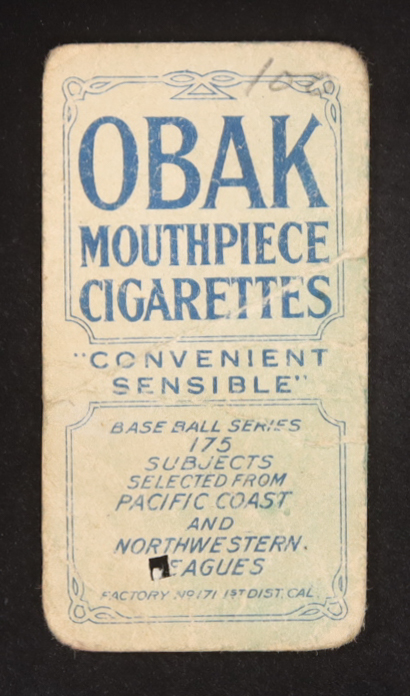 OBAK
MOUTHPIECE
CIGARETTES
"CONVENIENT
SENSIBLE"
BASE BALL SERIES
175
SUBJECTS
SELECTED FROM
PACIFIC COAST
AND
NORTHWESTERN
EAGUES
FACTORY Nº 171 1ST DIST. CAL.